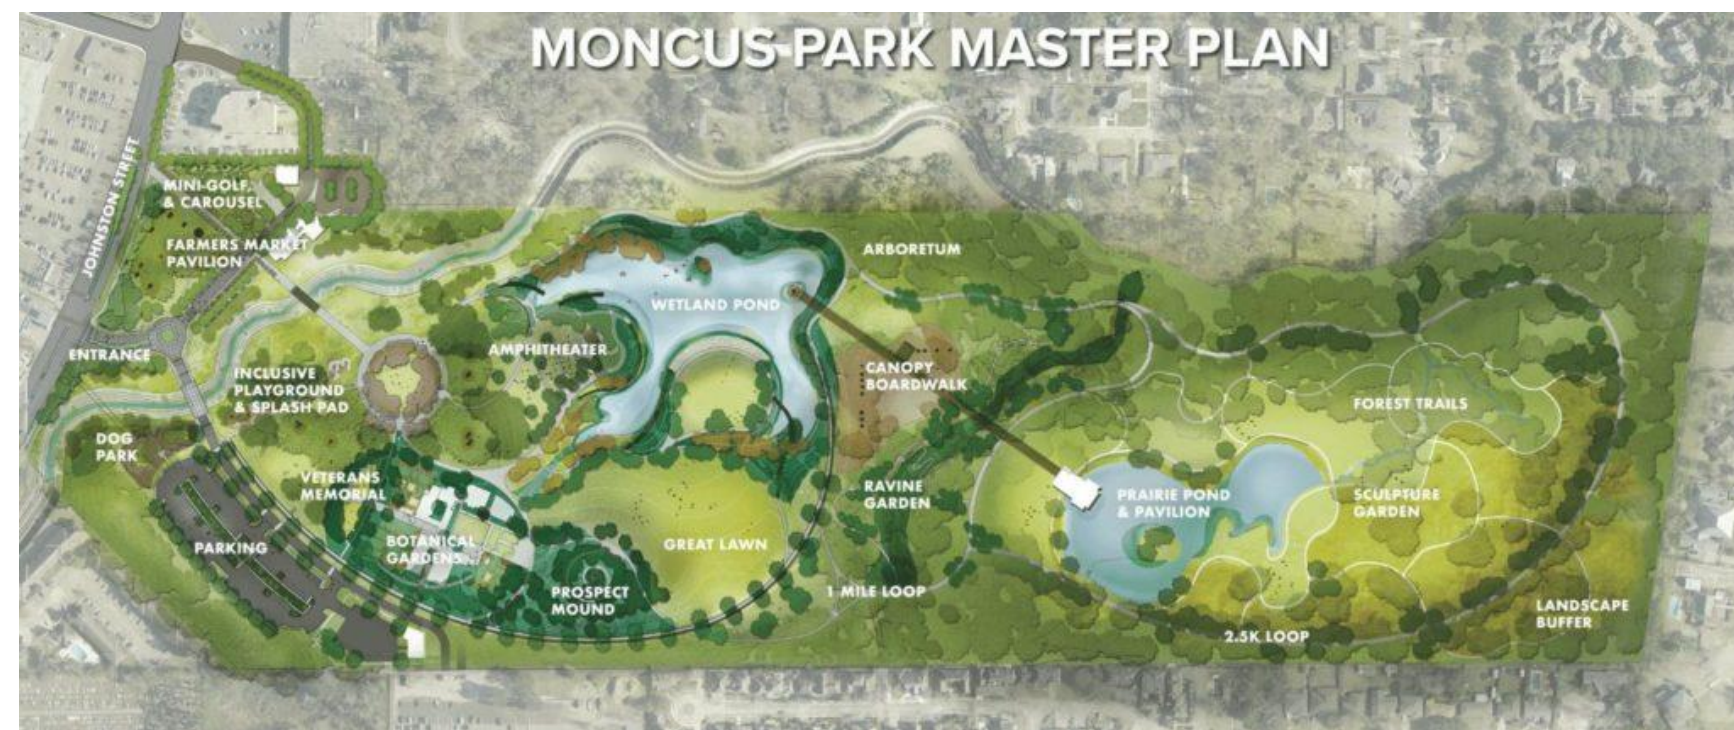 MONCUS-PARK MASTER PLAN
JOHNSTON STREET
MINI-GOLF,
& CAROUSEL
FARMERS MARKET
PAVILION
ENTRANCE
INCLUSIVE
PLAYGROUND
& SPLASH PAD
DOG
PARK
VETERANS
MEMORIAL
PARKING
BOTANICAL
GARDENS
PROSPECT
MOUND
AMPHITHEATER
WETLAND POND
GREAT LAWN
ARBORETUM
CANOPY
BOARDWALK
RAVINE
GARDEN
1 MILE LOOP
PRAIRIE POND
& PAVILION
FOREST TRAILS
SCULPTURE
GARDEN
2.5K LOOP
LANDSCAPE
BUFFER